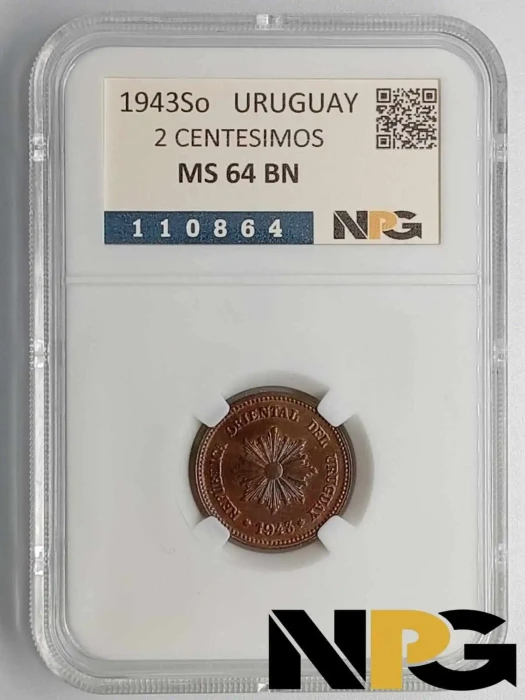 1943So URUGUAY
2 CENTESIMOS
MS 64 BN
110864 NPG
REPUBLICA ORIENTAL DEL URUGUAY
1943
NPG